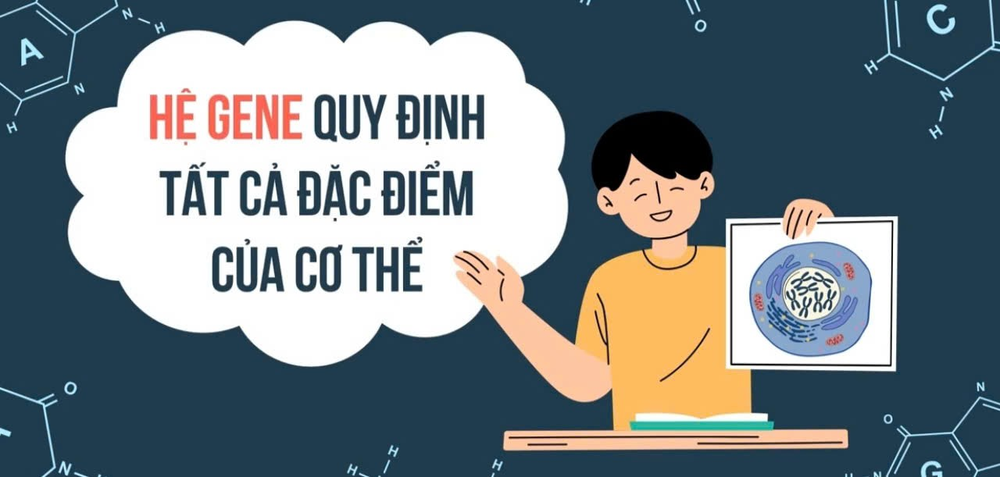 HỆ GENE QUY ĐỊNH
TẤT CẢ ĐẶC ĐIỂM
CỦA CƠ THỂ
A
N
H
N
H
O
C
H
N
H
O
N
H
H
N
O
H
N
G